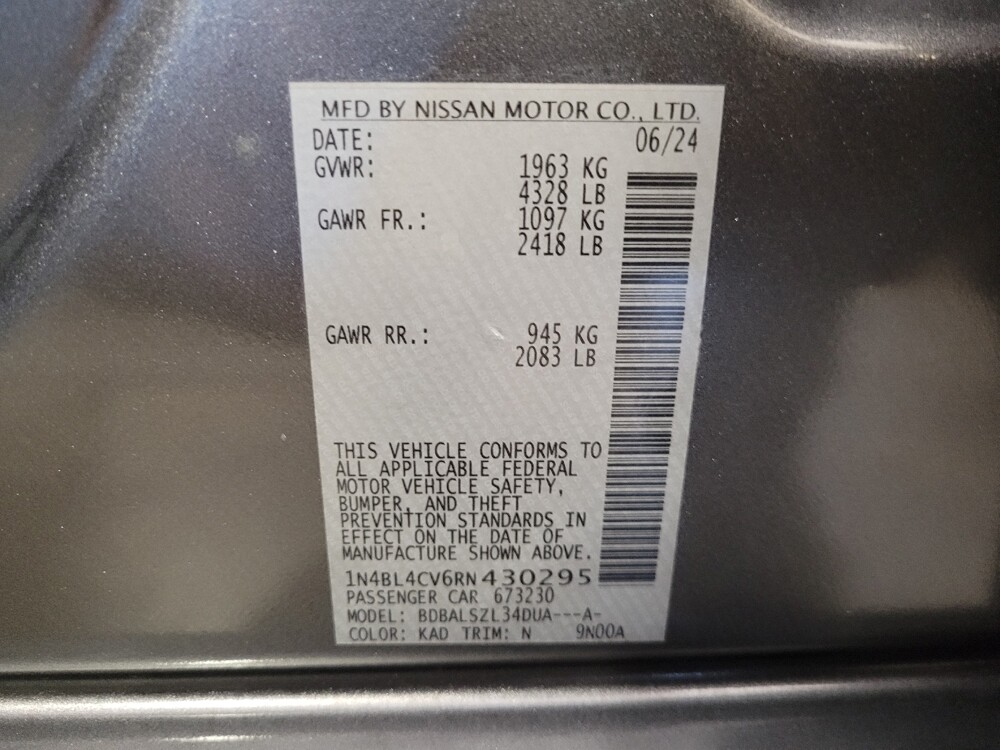 MFD BY NISSAN MOTOR CO., LTD.
DATE: 06/24
GVWR: 1963 KG
4328 LB
GAWR FR.: 1097 KG
2418 LB
GAWR RR.: 945 KG
2083 LB
THIS VEHICLE CONFORMS TO
ALL APPLICABLE FEDERAL
MOTOR VEHICLE SAFETY,
BUMPER, AND THEFT
PREVENTION STANDARDS IN
EFFECT ON THE DATE OF
MANUFACTURE SHOWN ABOVE.
1N4BL4CV6RN430295
PASSENGER CAR 673230
MODEL: BDBALSZL34DUA---A-
COLOR: KAD TRIM: N 9N00A